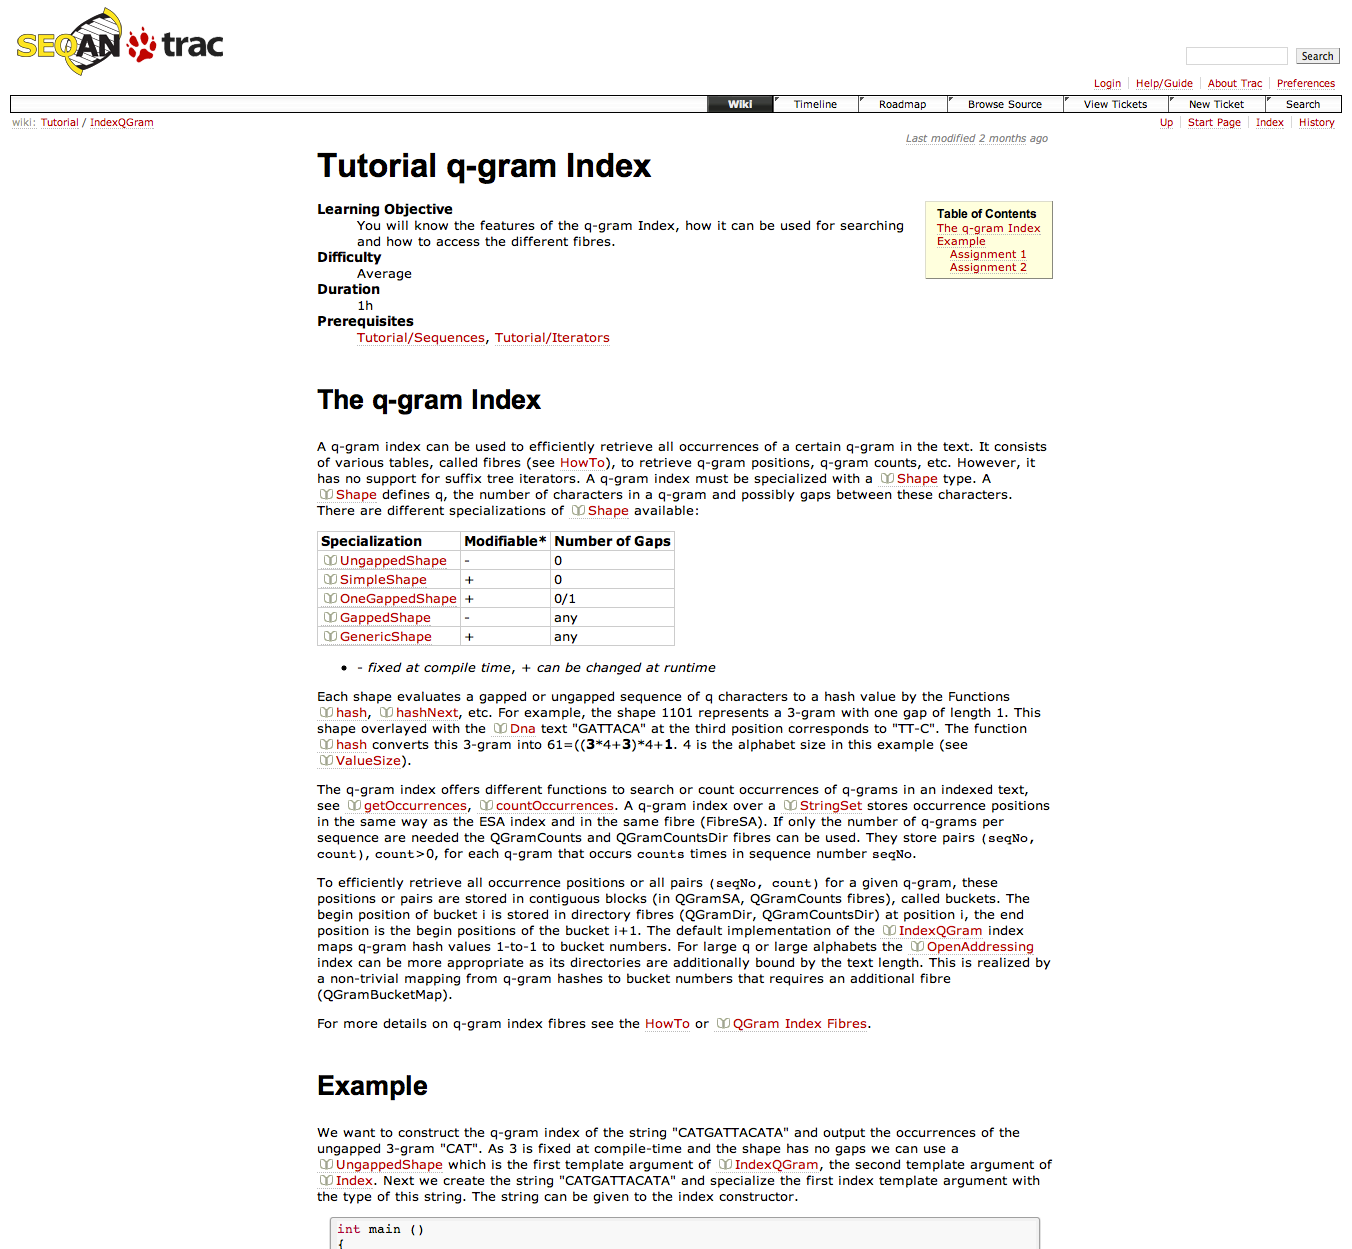 SEQAN trac
Search
Login Help/Guide About Trac Preferences
Wiki Timeline Roadmap Browse Source View Tickets New Ticket Search
wiki: Tutorial / IndexQGram Up Start Page Index History
Last modified 2 months ago
Tutorial q-gram Index
Learning Objective
You will know the features of the q-gram Index, how it can be used for searching
and how to access the different fibres.
Difficulty
Average
Duration
1h
Prerequisites
Tutorial/Sequences, Tutorial/Iterators
Table of Contents
The q-gram Index
Example
Assignment 1
Assignment 2
The q-gram Index
A q-gram index can be used to efficiently retrieve all occurrences of a certain q-gram in the text. It consists
of various tables, called fibres (see HowTo), to retrieve q-gram positions, q-gram counts, etc. However, it
has no support for suffix tree iterators. A q-gram index must be specialized with a Shape type. A
Shape defines q, the number of characters in a q-gram and possibly gaps between these characters.
There are different specializations of Shape available:
Specialization Modifiable* Number of Gaps
UngappedShape - 0
SimpleShape + 0
OneGappedShape + 0/1
GappedShape - any
GenericShape + any
• - fixed at compile time, + can be changed at runtime
Each shape evaluates a gapped or ungapped sequence of q characters to a hash value by the Functions
hash, hashNext, etc. For example, the shape 1101 represents a 3-gram with one gap of length 1. This
shape overlayed with the Dna text "GATTACA" at the third position corresponds to "TT-C". The function
hash converts this 3-gram into 61=((3*4+3)*4+1. 4 is the alphabet size in this example (see
ValueSize).
The q-gram index offers different functions to search or count occurrences of q-grams in an indexed text,
see getOccurrences, countOccurrences. A q-gram index over a StringSet stores occurrence positions
in the same way as the ESA index and in the same fibre (FibreSA). If only the number of q-grams per
sequence are needed the QGramCounts and QGramCountsDir fibres can be used. They store pairs (seqNo,
count), count>0, for each q-gram that occurs counts times in sequence number seqNo.
To efficiently retrieve all occurrence positions or all pairs (seqNo, count) for a given q-gram, these
positions or pairs are stored in contiguous blocks (in QGramSA, QGramCounts fibres), called buckets. The
begin position of bucket i is stored in directory fibres (QGramDir, QGramCountsDir) at position i, the end
position is the begin positions of the bucket i+1. The default implementation of the IndexQGram index
maps q-gram hash values 1-to-1 to bucket numbers. For large q or large alphabets the OpenAddressing
index can be more appropriate as its directories are additionally bound by the text length. This is realized by
a non-trivial mapping from q-gram hashes to bucket numbers that requires an additional fibre
(QGramBucketMap).
For more details on q-gram index fibres see the HowTo or QGram Index Fibres.
Example
We want to construct the q-gram index of the string "CATGATTACATA" and output the occurrences of the
ungapped 3-gram "CAT". As 3 is fixed at compile-time and the shape has no gaps we can use a
UngappedShape which is the first template argument of IndexQGram, the second template argument of
Index. Next we create the string "CATGATTACATA" and specialize the first index template argument with
the type of this string. The string can be given to the index constructor.
int main ()
{